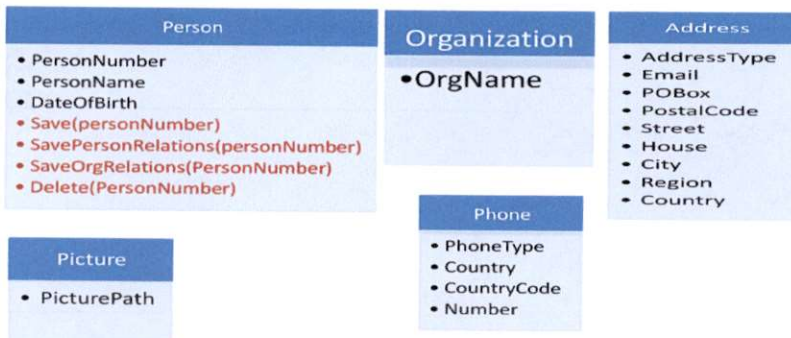 Person
• PersonNumber
• PersonName
• DateOfBirth
• Save(personNumber)
• SavePersonRelations(personNumber)
• SaveOrgRelations(PersonNumber)
• Delete(PersonNumber)
Organization
•OrgName
Address
• AddressType
• Email
• POBox
• PostalCode
• Street
• House
• City
• Region
• Country
Picture
• PicturePath
Phone
• PhoneType
• Country
• CountryCode
• Number